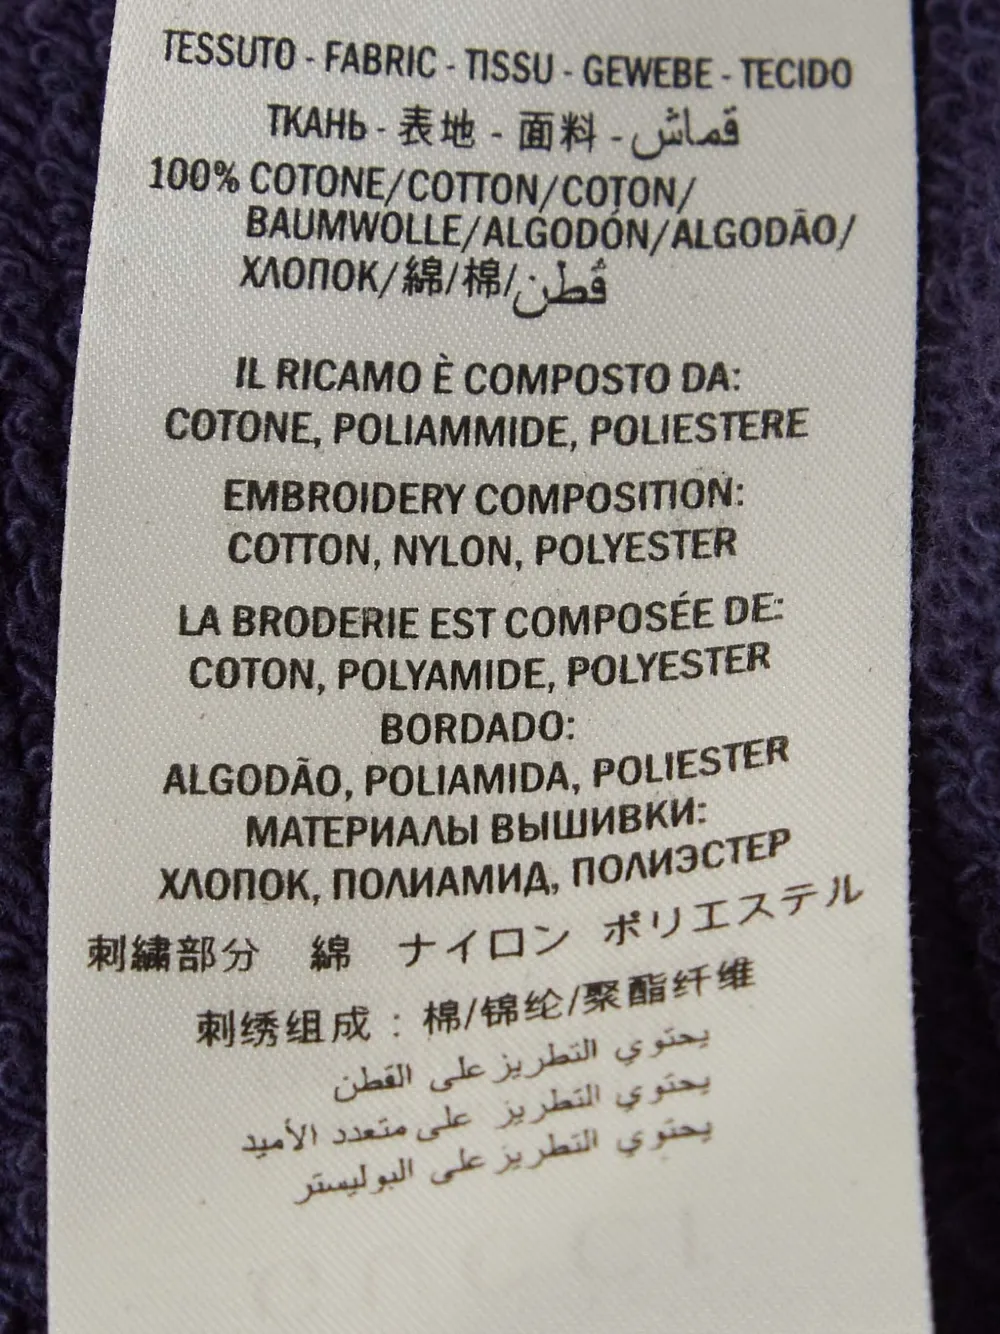 TESSUTO - FABRIC - TISSU - GEWEBE - TECIDO
ТКАНЬ - 表地 - 面料 - قماش
100% COTONE/COTTON/COTON/
BAUMWOLLE/ALGODÓN/ALGODÃO/
ХЛОПОК/綿/棉/قُطن
IL RICAMO È COMPOSTO DA:
COTONE, POLIAMMIDE, POLIESTERE
EMBROIDERY COMPOSITION:
COTTON, NYLON, POLYESTER
LA BRODERIE EST COMPOSÉE DE:
COTON, POLYAMIDE, POLYESTER
BORDADO:
ALGODÃO, POLIAMIDA, POLIESTER
МАТЕРИАЛЫ ВЫШИВКИ:
ХЛОПОК, ПОЛИАМИД, ПОЛИЭСТЕР
刺繍部分 綿 ナイロン ポリエステル
刺绣组成：棉/锦纶/聚酯纤维
يحتوي التطريز على القطن
يحتوي التطريز على متعدد الأميد
يحتوي التطريز على البوليستر